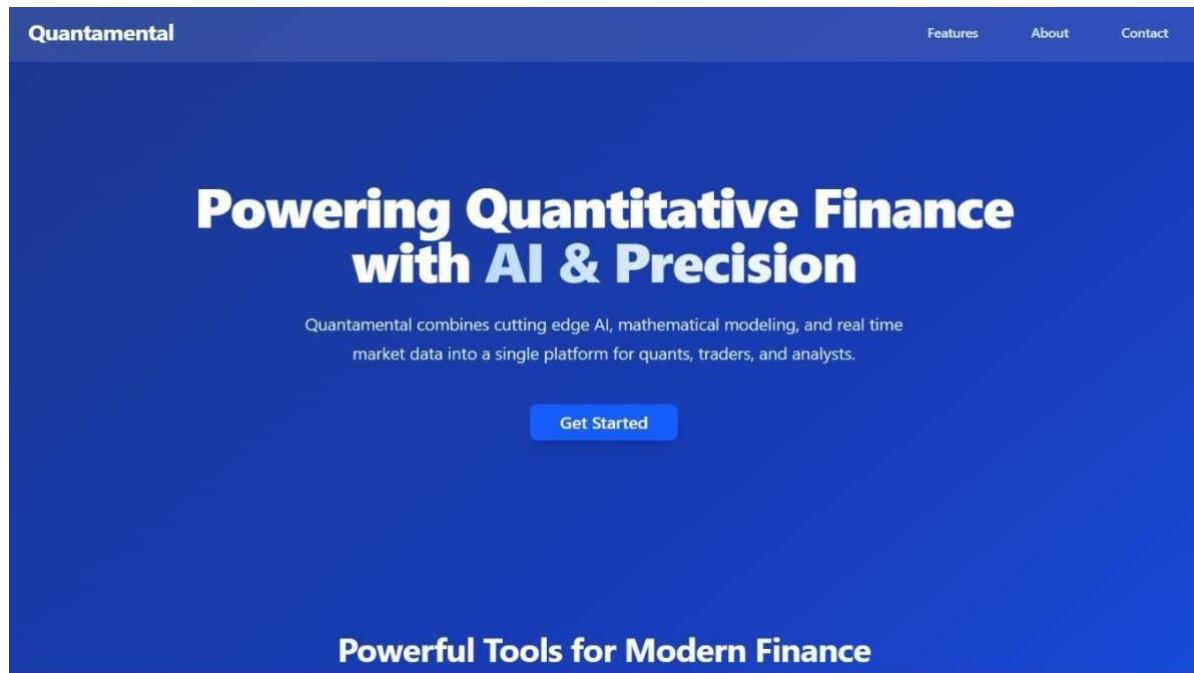 Quantamental
Features
About
Contact
Powering Quantitative Finance
with AI & Precision
Quantamental combines cutting edge AI, mathematical modeling, and real time
market data into a single platform for quants, traders, and analysts.
Get Started
Powerful Tools for Modern Finance